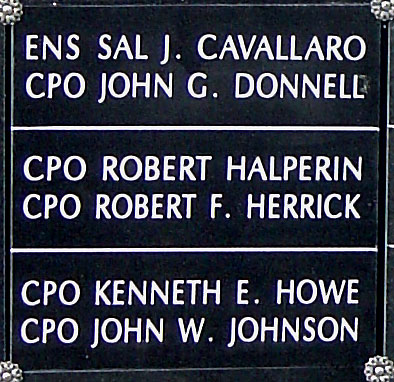 ENS SAL J. CAVALLARO
CPO JOHN G. DONNELL
CPO ROBERT HALPERIN
CPO ROBERT F. HERRICK
CPO KENNETH E. HOWE
CPO JOHN W. JOHNSON